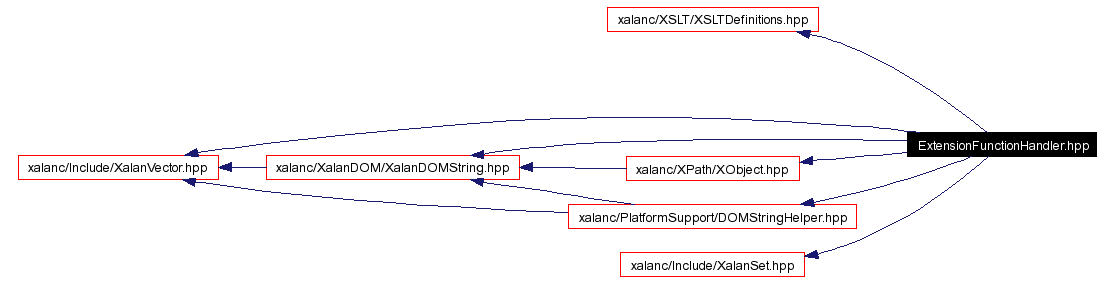 xalanc/XSLT/XSLTDefinitions.hpp
ExtensionFunctionHandler.hpp
xalanc/Include/XalanVector.hpp
xalanc/XalanDOM/XalanDOMString.hpp
xalanc/XPath/XObject.hpp
xalanc/PlatformSupport/DOMStringHelper.hpp
xalanc/Include/XalanSet.hpp